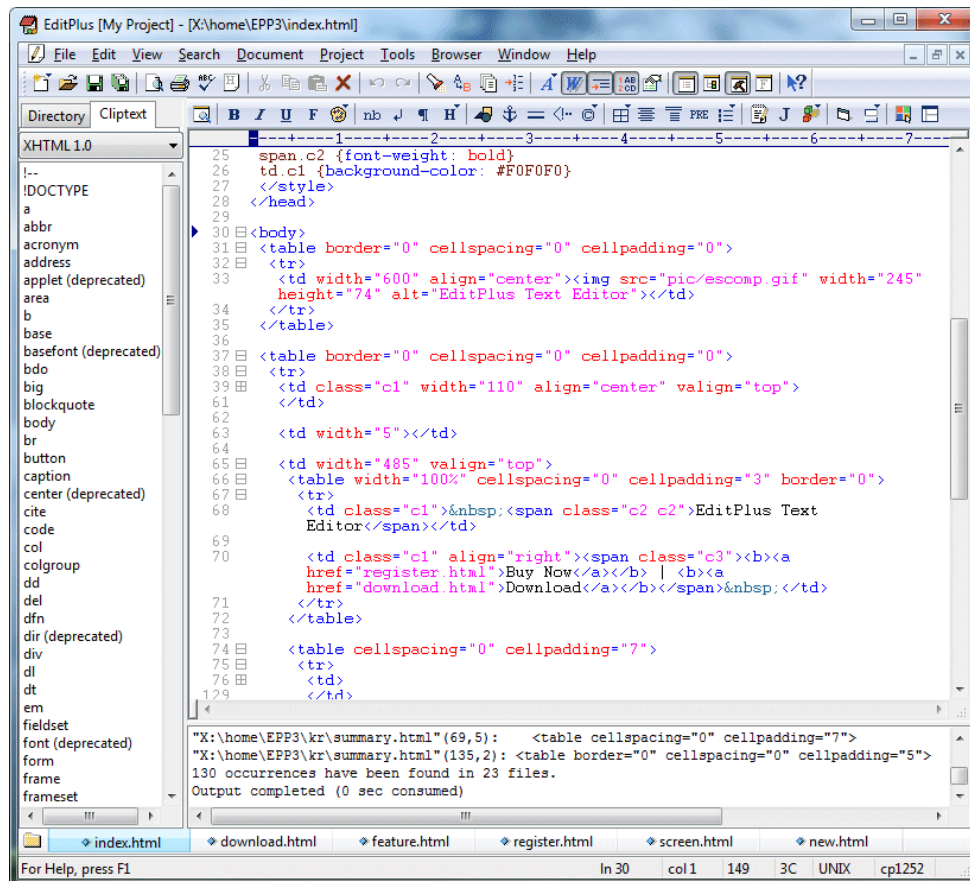 EditPlus [My Project] - [X:\home\EPP3\index.html]
File Edit View Search Document Project Tools Browser Window Help
Directory Cliptext
B I U F nb ¶ H PRE J
XHTML 1.0
!--
!DOCTYPE
a
abbr
acronym
address
applet (deprecated)
area
b
base
basefont (deprecated)
bdo
big
blockquote
body
br
button
caption
center (deprecated)
cite
code
col
colgroup
dd
del
dfn
dir (deprecated)
div
dl
dt
em
fieldset
font (deprecated)
form
frame
frameset
----+----1----+----2----+----3----+----4----+----5----+----6----+----7----
25 span.c2 {font-weight: bold}
26 td.c1 {background-color: #F0F0F0}
27 </style>
28 </head>
29
30 <body>
31 <table border="0" cellspacing="0" cellpadding="0">
32 <tr>
33 <td width="600" align="center"><img src="pic/escomp.gif" width="245"
height="74" alt="EditPlus Text Editor"></td>
34 </tr>
35 </table>
36
37 <table border="0" cellspacing="0" cellpadding="0">
38 <tr>
39 <td class="c1" width="110" align="center" valign="top">
61 </td>
62
63 <td width="5"></td>
64
65 <td width="485" valign="top">
66 <table width="100%" cellspacing="0" cellpadding="3" border="0">
67 <tr>
68 <td class="c1">&nbsp;<span class="c2 c2">EditPlus Text
Editor</span></td>
69
70 <td class="c1" align="right"><span class="c3"><b><a
href="register.html">Buy Now</a></b> | <b><a
href="download.html">Download</a></b></span>&nbsp;</td>
71 </tr>
72 </table>
73
74 <table cellspacing="0" cellpadding="7">
75 <tr>
76 <td>
129 </td>
"X:\home\EPP3\kr\summary.html"(69,5): <table cellspacing="0" cellpadding="7">
"X:\home\EPP3\kr\summary.html"(135,2): <table border="0" cellspacing="0" cellpadding="5">
130 occurrences have been found in 23 files.
Output completed (0 sec consumed)
index.html download.html feature.html register.html screen.html new.html
For Help, press F1 ln 30 col 1 149 3C UNIX cp1252